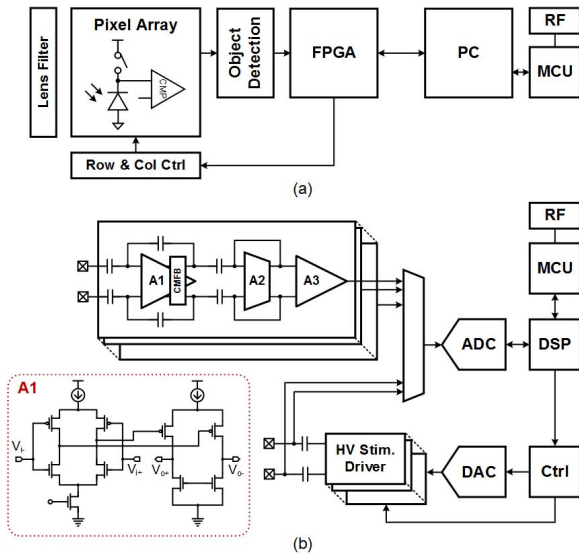 Lens Filter
Pixel Array
CMP
Object
Detection
FPGA
PC
RF
MCU
Row & Col Ctrl
(a)
A1
CMFB
A2
A3
RF
MCU
ADC
DSP
A1
Vi-
Vi+
Vo+
Vo-
HV Stim.
Driver
DAC
Ctrl
(b)